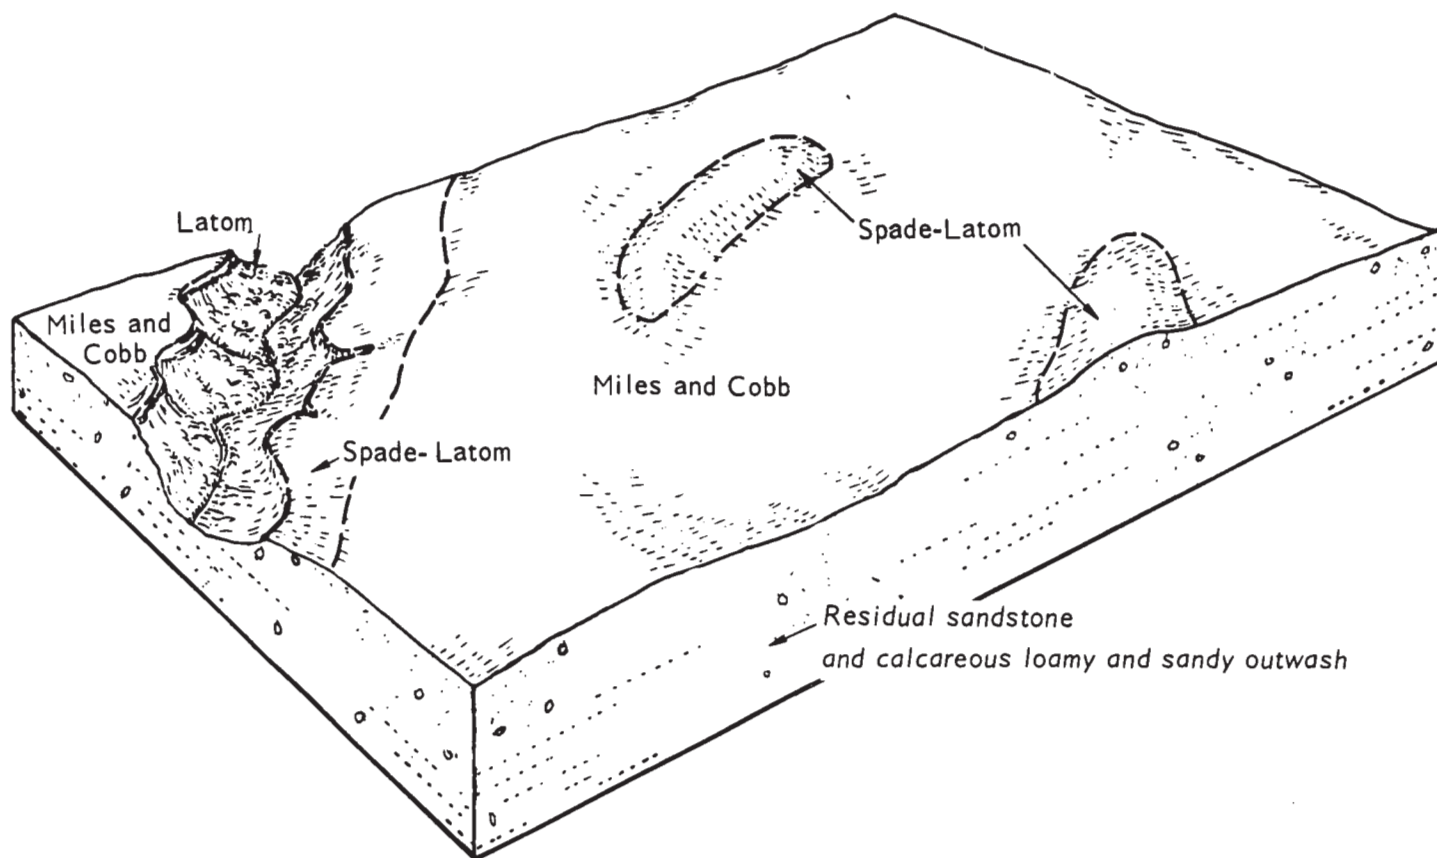 Latom
Spade-Latom
Miles and
Cobb
Miles and Cobb
Spade-Latom
Residual sandstone
and calcareous loamy and sandy outwash